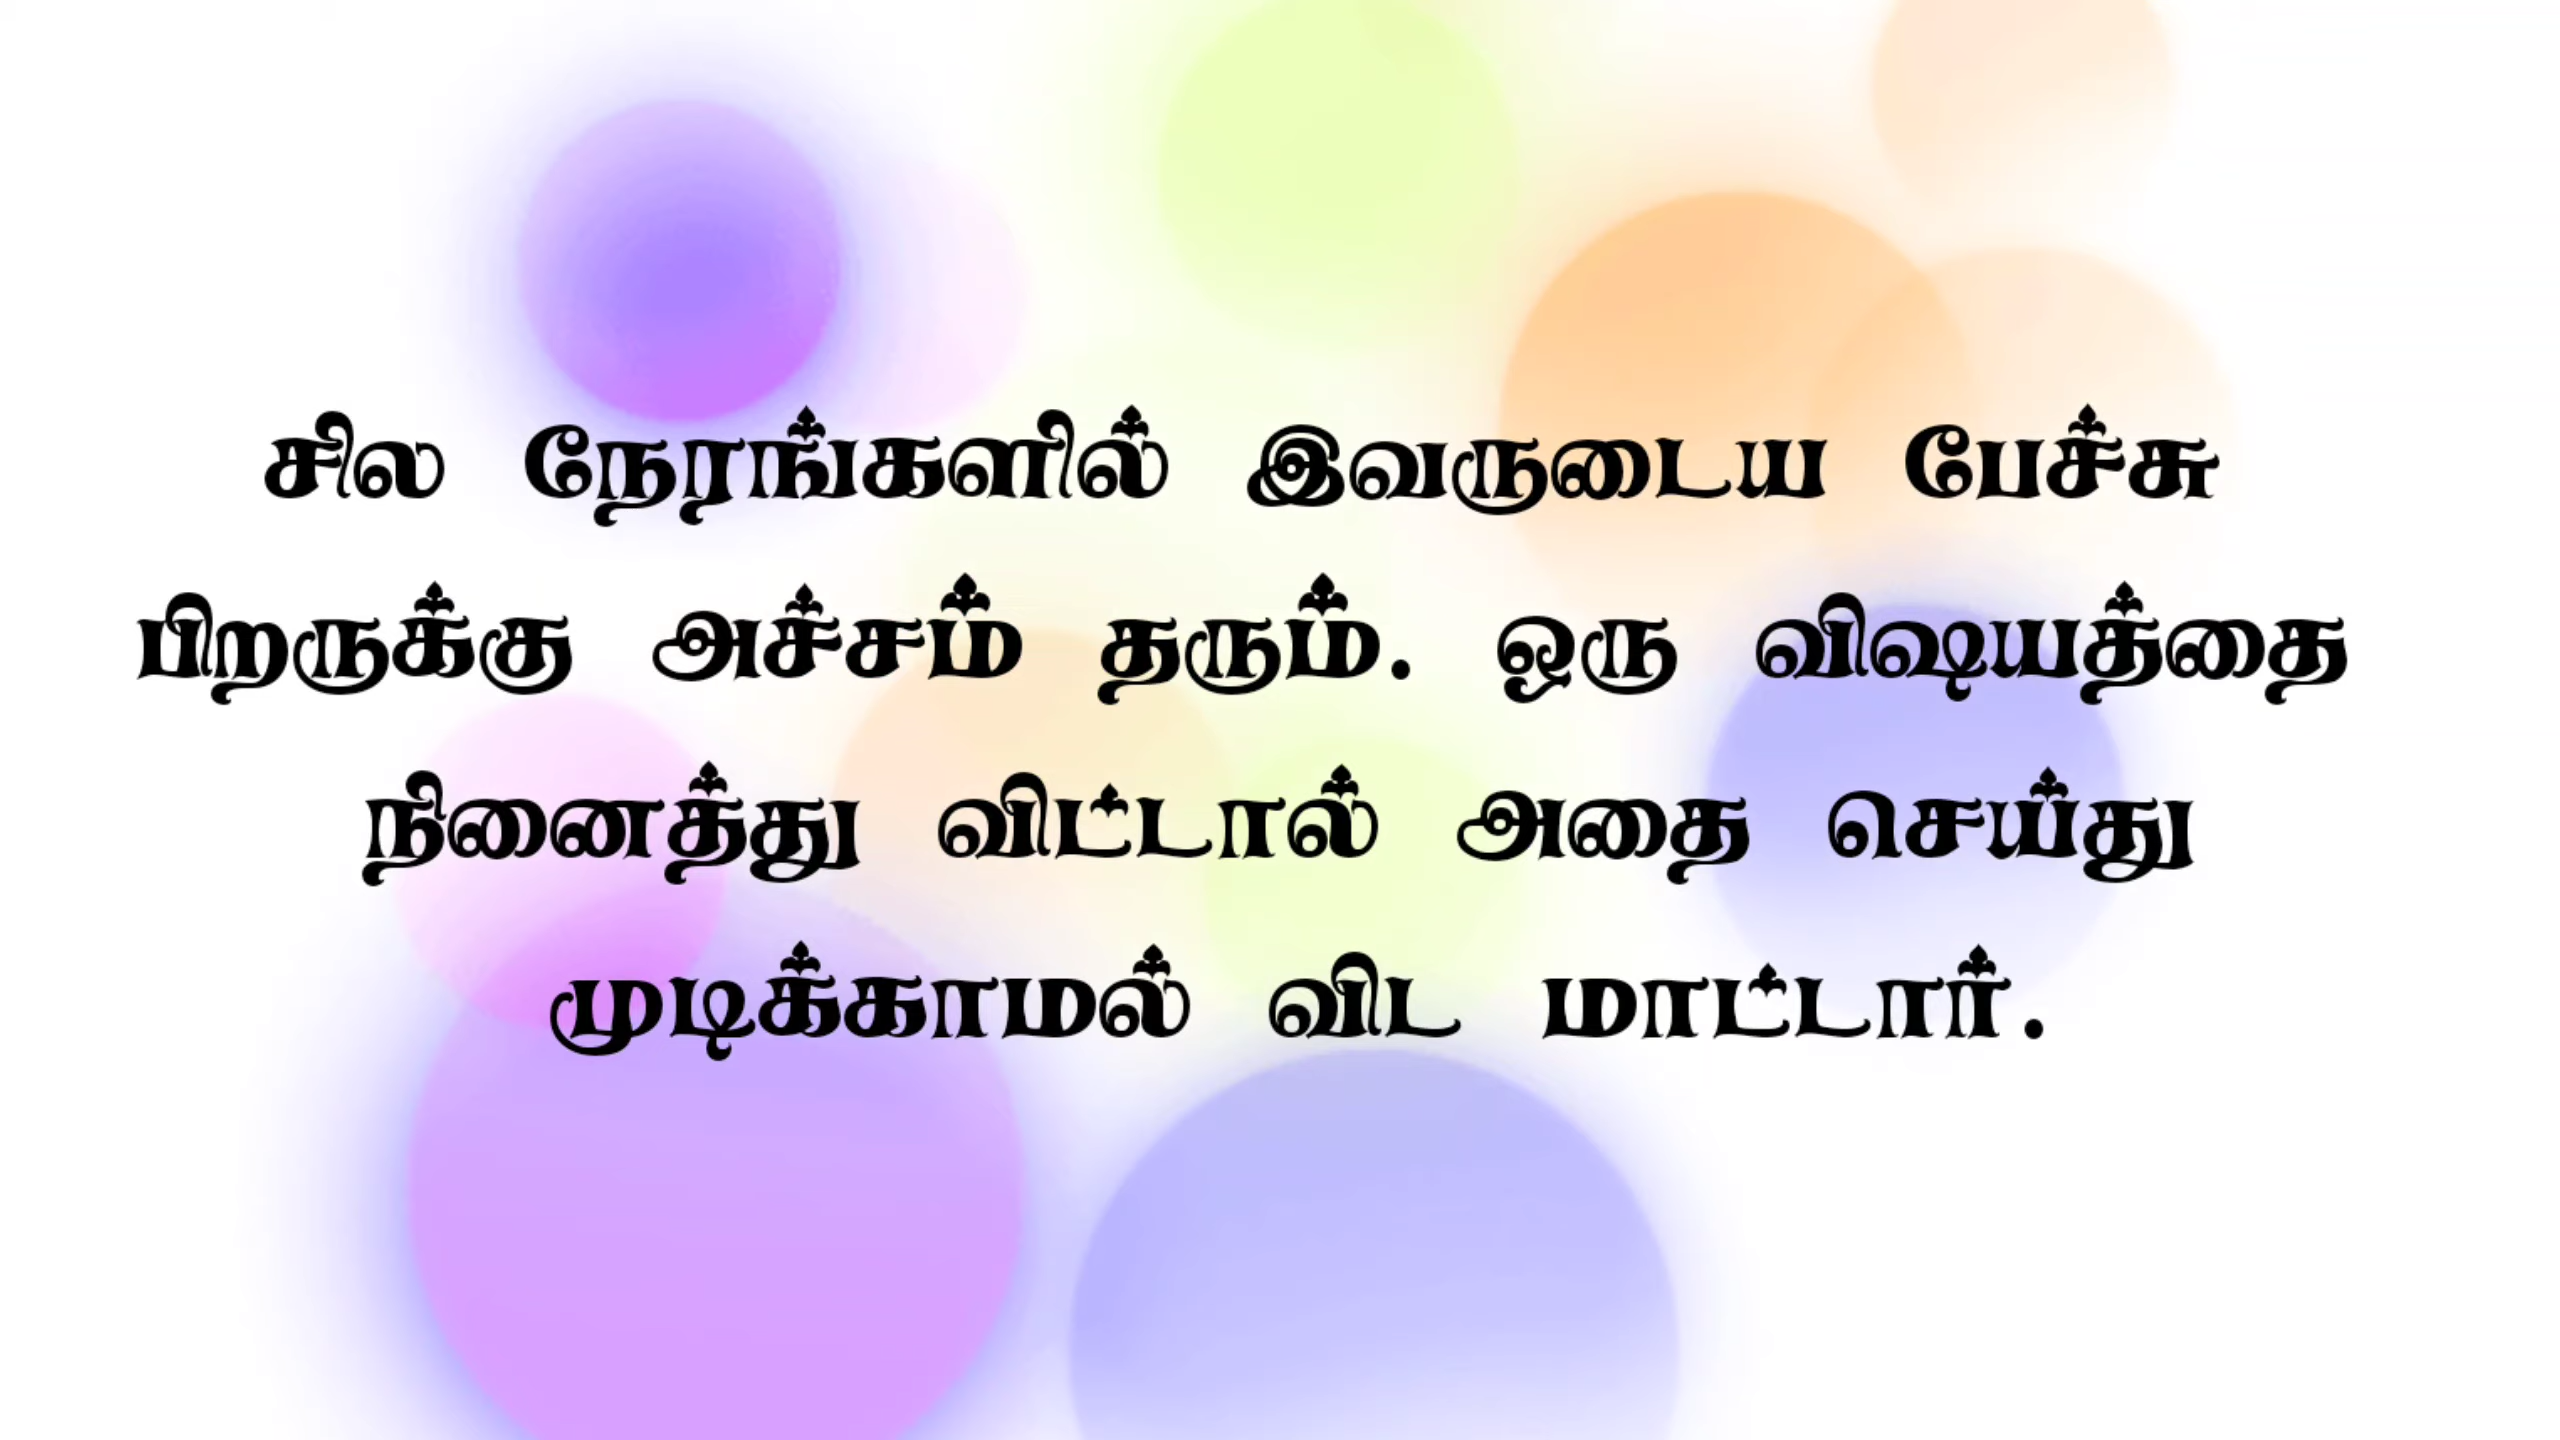 சில நேரங்களில் இவருடைய பேச்சு
பிறருக்கு அச்சம் தரும். ஒரு விஷயத்தை
நினைத்து விட்டால் அதை செய்து
முடிக்காமல் விட மாட்டார்.